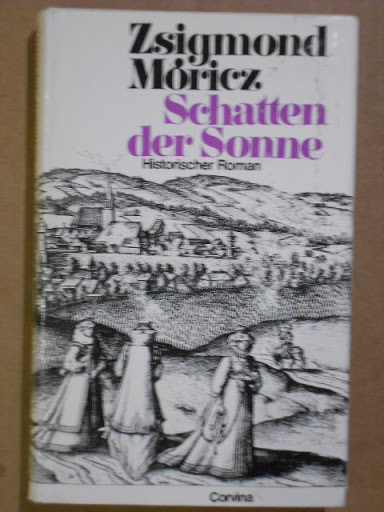 Zsigmond
Móricz
Schatten
der Sonne
Historischer Roman
Corvina